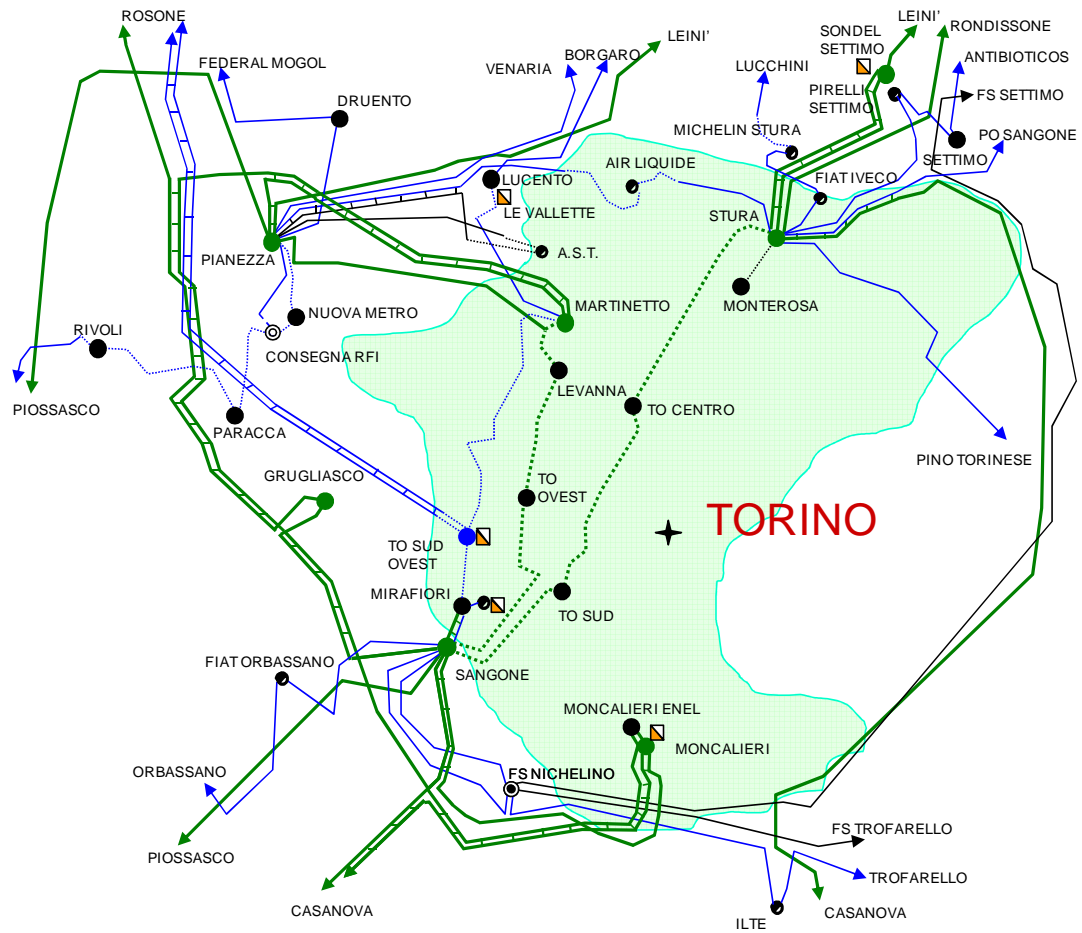 ROSONE
LEINI'
SONDEL
SETTIMO
LEINI'
RONDISSONE
FEDERAL MOGOL
VENARIA
BORGARO
LUCCHINI
ANTIBIOTICOS
DRUENTO
PIRELLI
SETTIMO
FS SETTIMO
MICHELIN STURA
PO SANGONE
SETTIMO
AIR LIQUIDE
LUCENTO
FIAT IVECO
LE VALLETTE
STURA
PIANEZZA
A.S.T.
MARTINETTO
MONTEROSA
NUOVA METRO
RIVOLI
CONSEGNA RFI
LEVANNA
TO CENTRO
PIOSSASCO
PARACCA
PINO TORINESE
GRUGLIASCO
TO
OVEST
TORINO
TO SUD
OVEST
MIRAFIORI
TO SUD
FIAT ORBASSANO
SANGONE
MONCALIERI ENEL
MONCALIERI
ORBASSANO
FS NICHELINO
FS TROFARELLO
PIOSSASCO
TROFARELLO
CASANOVA
CASANOVA
ILTE